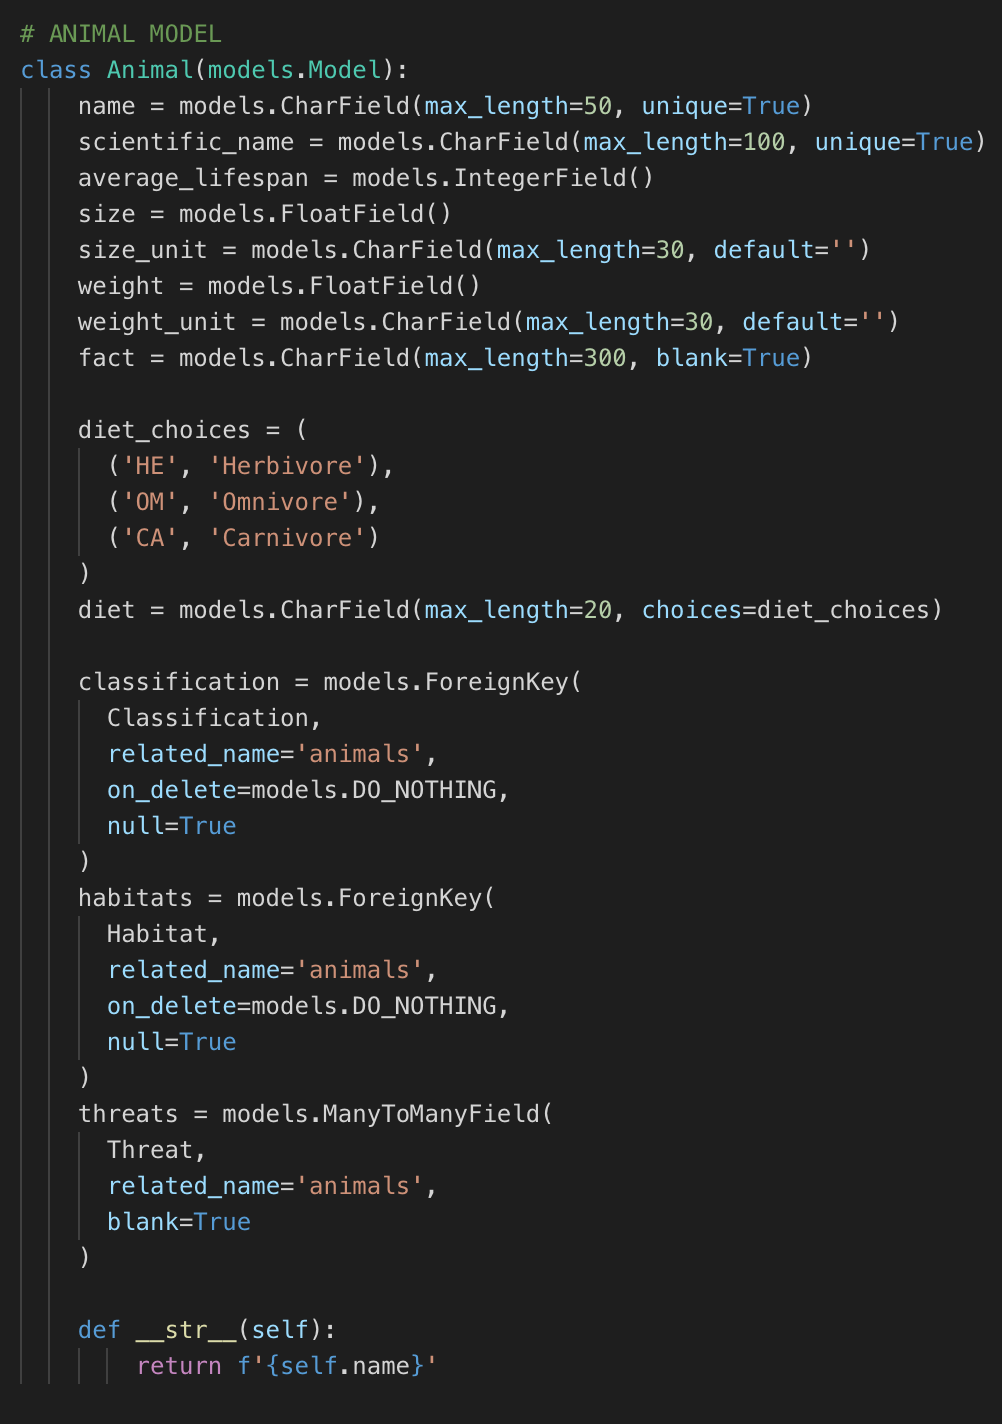 # ANIMAL MODEL
class Animal(models.Model):
    name = models.CharField(max_length=50, unique=True)
    scientific_name = models.CharField(max_length=100, unique=True)
    average_lifespan = models.IntegerField()
    size = models.FloatField()
    size_unit = models.CharField(max_length=30, default='')
    weight = models.FloatField()
    weight_unit = models.CharField(max_length=30, default='')
    fact = models.CharField(max_length=300, blank=True)

    diet_choices = (
      ('HE', 'Herbivore'),
      ('OM', 'Omnivore'),
      ('CA', 'Carnivore')
    )
    diet = models.CharField(max_length=20, choices=diet_choices)

    classification = models.ForeignKey(
      Classification,
      related_name='animals',
      on_delete=models.DO_NOTHING,
      null=True
    )
    habitats = models.ForeignKey(
      Habitat,
      related_name='animals',
      on_delete=models.DO_NOTHING,
      null=True
    )
    threats = models.ManyToManyField(
      Threat,
      related_name='animals',
      blank=True
    )

    def __str__(self):
        return f'{self.name}'